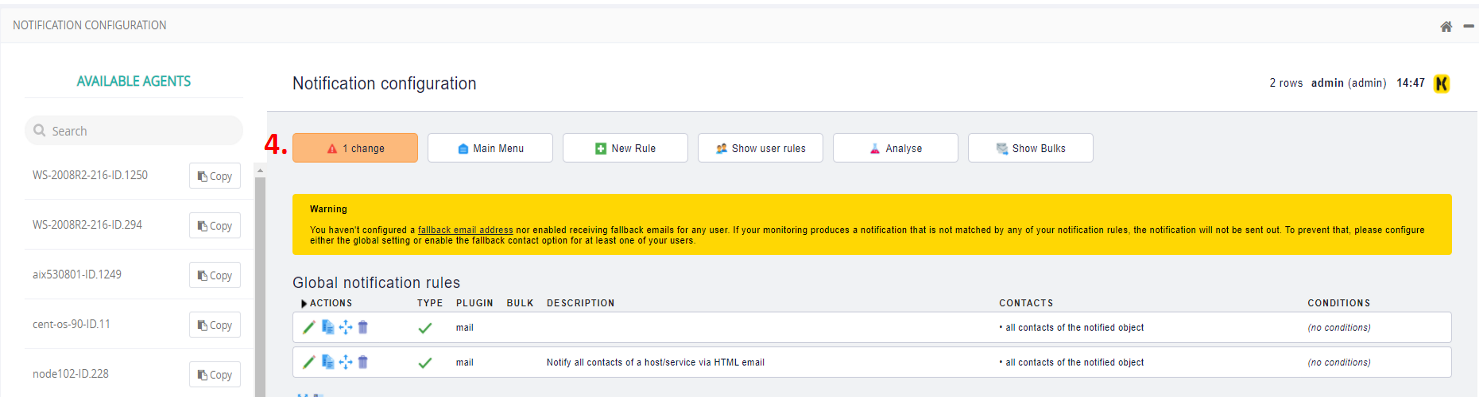 NOTIFICATION CONFIGURATION
AVAILABLE AGENTS
Search
WS-2008R2-216-ID.1250 Copy
WS-2008R2-216-ID.294 Copy
aix530801-ID.1249 Copy
cent-os-90-ID.11 Copy
node102-ID.228 Copy
Notification configuration
2 rows admin (admin) 14:47
4. 1 change Main Menu New Rule Show user rules Analyse Show Bulks
Warning
You haven't configured a fallback email address nor enabled receiving fallback emails for any user. If your monitoring produces a notification that is not matched by any of your notification rules, the notification will not be sent out. To prevent that, please configure
either the global setting or enable the fallback contact option for at least one of your users.
Global notification rules
ACTIONS TYPE PLUGIN BULK DESCRIPTION CONTACTS CONDITIONS
mail • all contacts of the notified object (no conditions)
mail Notify all contacts of a host/service via HTML email • all contacts of the notified object (no conditions)